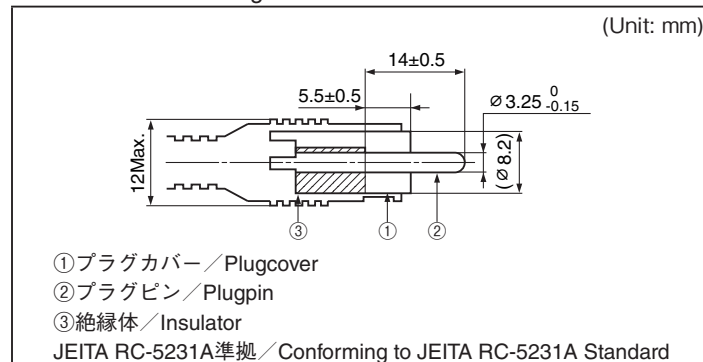 (Unit: mm)
14±0.5
5.5±0.5
⌀3.25 0 -0.15
12Max.
(⌀8.2)
③ ① ②
①プラグカバー／Plugcover
②プラグピン／Plugpin
③絶縁体／Insulator
JEITA RC-5231A準拠／Conforming to JEITA RC-5231A Standard